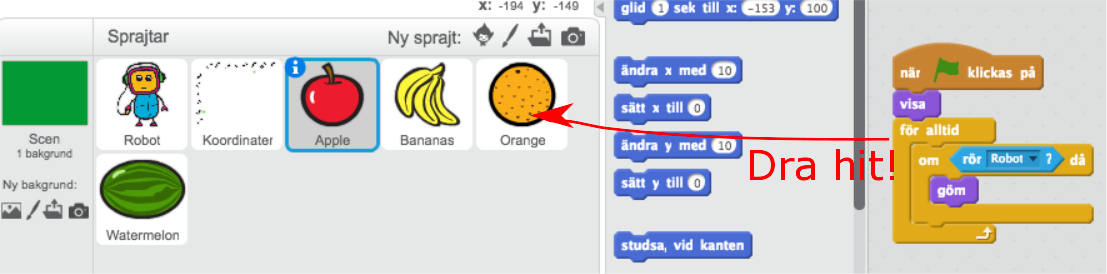 x: -194 y: -149
Sprajtar
Ny sprajt:
Scen
1 bakgrund
Ny bakgrund:
Robot
Koordinater
Apple
Bananas
Orange
Watermelon
glid 1 sek till x: -153 y: 100
ändra x med 10
sätt x till 0
ändra y med 10
sätt y till 0
studsa, vid kanten
Dra hit!
när klickas på
visa
för alltid
om rör Robot ? då
göm